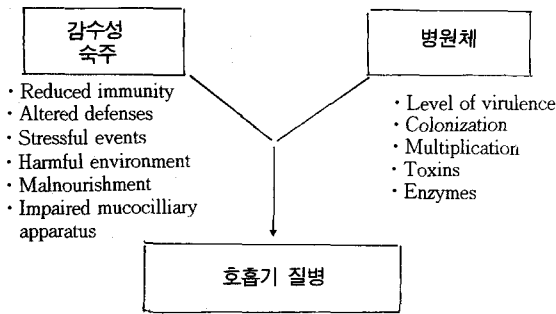 감수성
숙주
· Reduced immunity
· Altered defenses
· Stressful events
· Harmful environment
· Malnourishment
· Impaired mucocilliary
apparatus
병원체
· Level of virulence
· Colonization
· Multiplication
· Toxins
· Enzymes
호흡기 질병